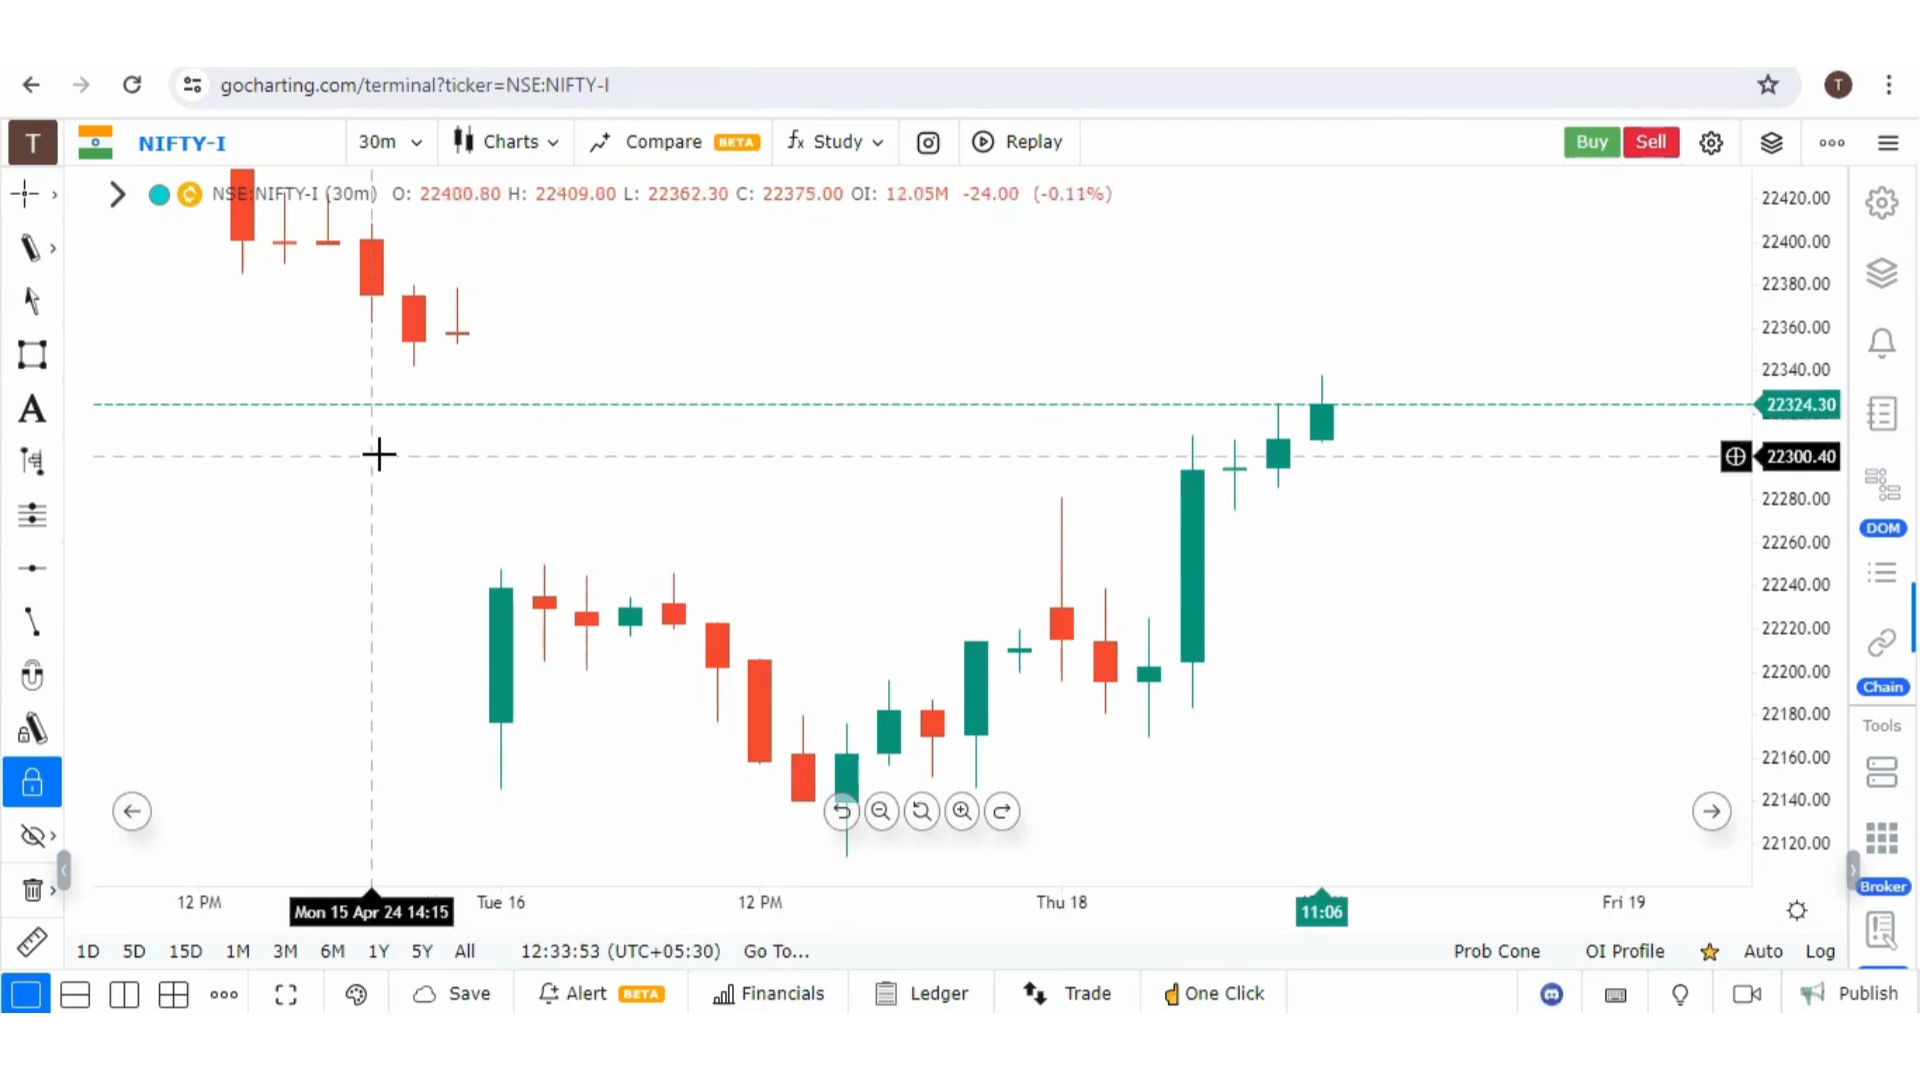 gocharting.com/terminal?ticker=NSE:NIFTY-I
T
T
NIFTY-I
30m
Charts
Compare BETA
fx Study
Replay
Buy
Sell
NSE:NIFTY-I (30m) O: 22400.80 H: 22409.80 L: 22362.30 C: 22375.00 OI: 12.05M -24.00 (-0.11%)
22420.00
22400.00
22380.00
22360.00
22340.00
22324.30
22300.40
22280.00
22260.00
22240.00
22220.00
22200.00
22180.00
22160.00
22140.00
22120.00
A
DOM
Chain
Tools
Broker
12 PM
Mon 15 Apr 24 14:15
Tue 16
12 PM
Thu 18
11:06
Fri 19
1D 5D 15D 1M 3M 6M 1Y 5Y All 12:33:53 (UTC+05:30) Go To... Prob Cone OI Profile Auto Log
Save
Alert BETA
Financials
Ledger
Trade
One Click
Publish